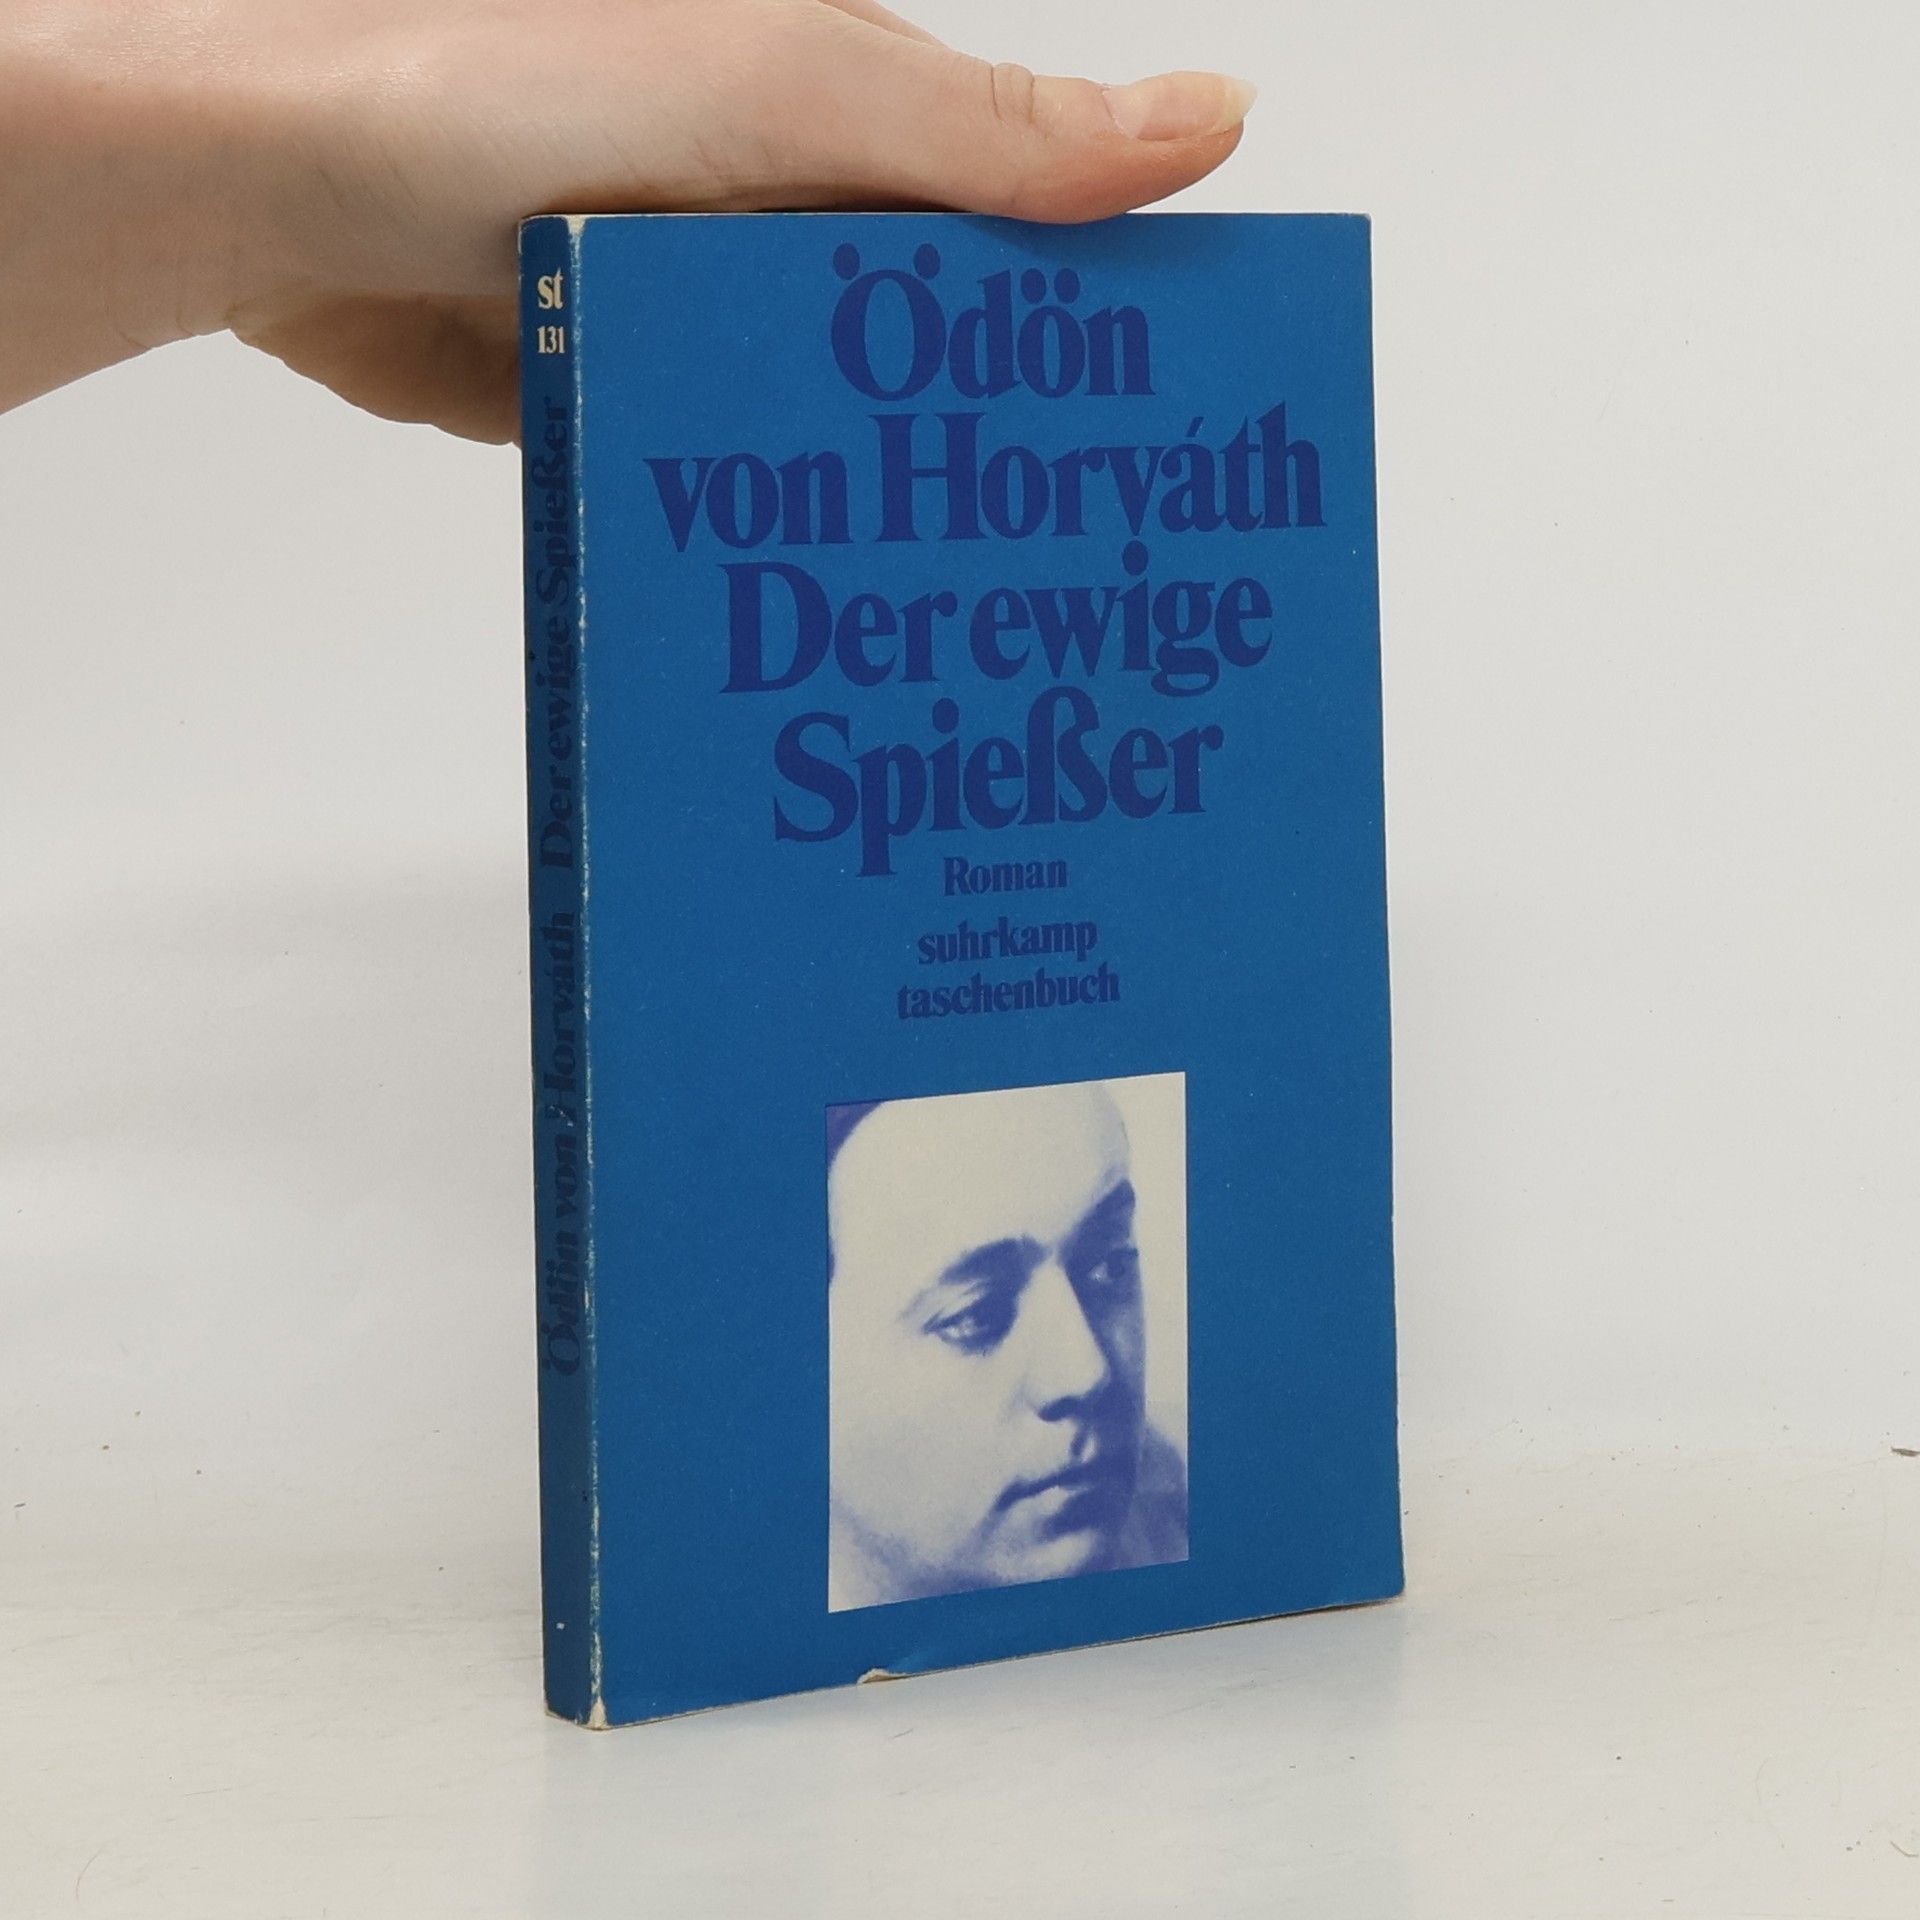 st
131
Ödön von Horváth Der ewige Spießer
Ödön
von Horváth
Der ewige
Spießer
Roman
suhrkamp
taschenbuch